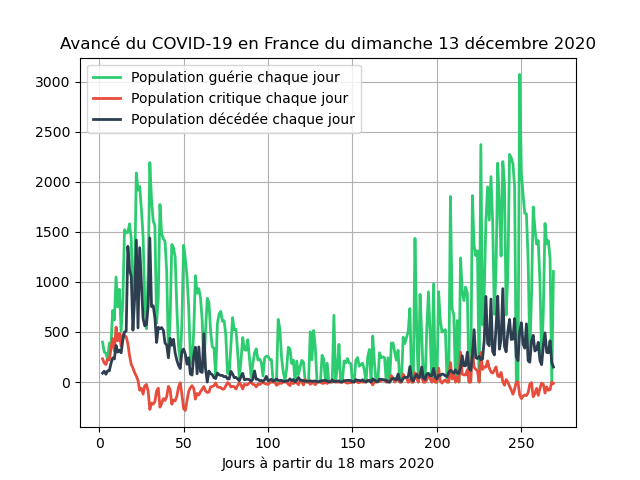 Avancé du COVID-19 en France du dimanche 13 décembre 2020
Population guérie chaque jour
Population critique chaque jour
Population décédée chaque jour
3000
2500
2000
1500
1000
500
0
0 50 100 150 200 250
Jours à partir du 18 mars 2020